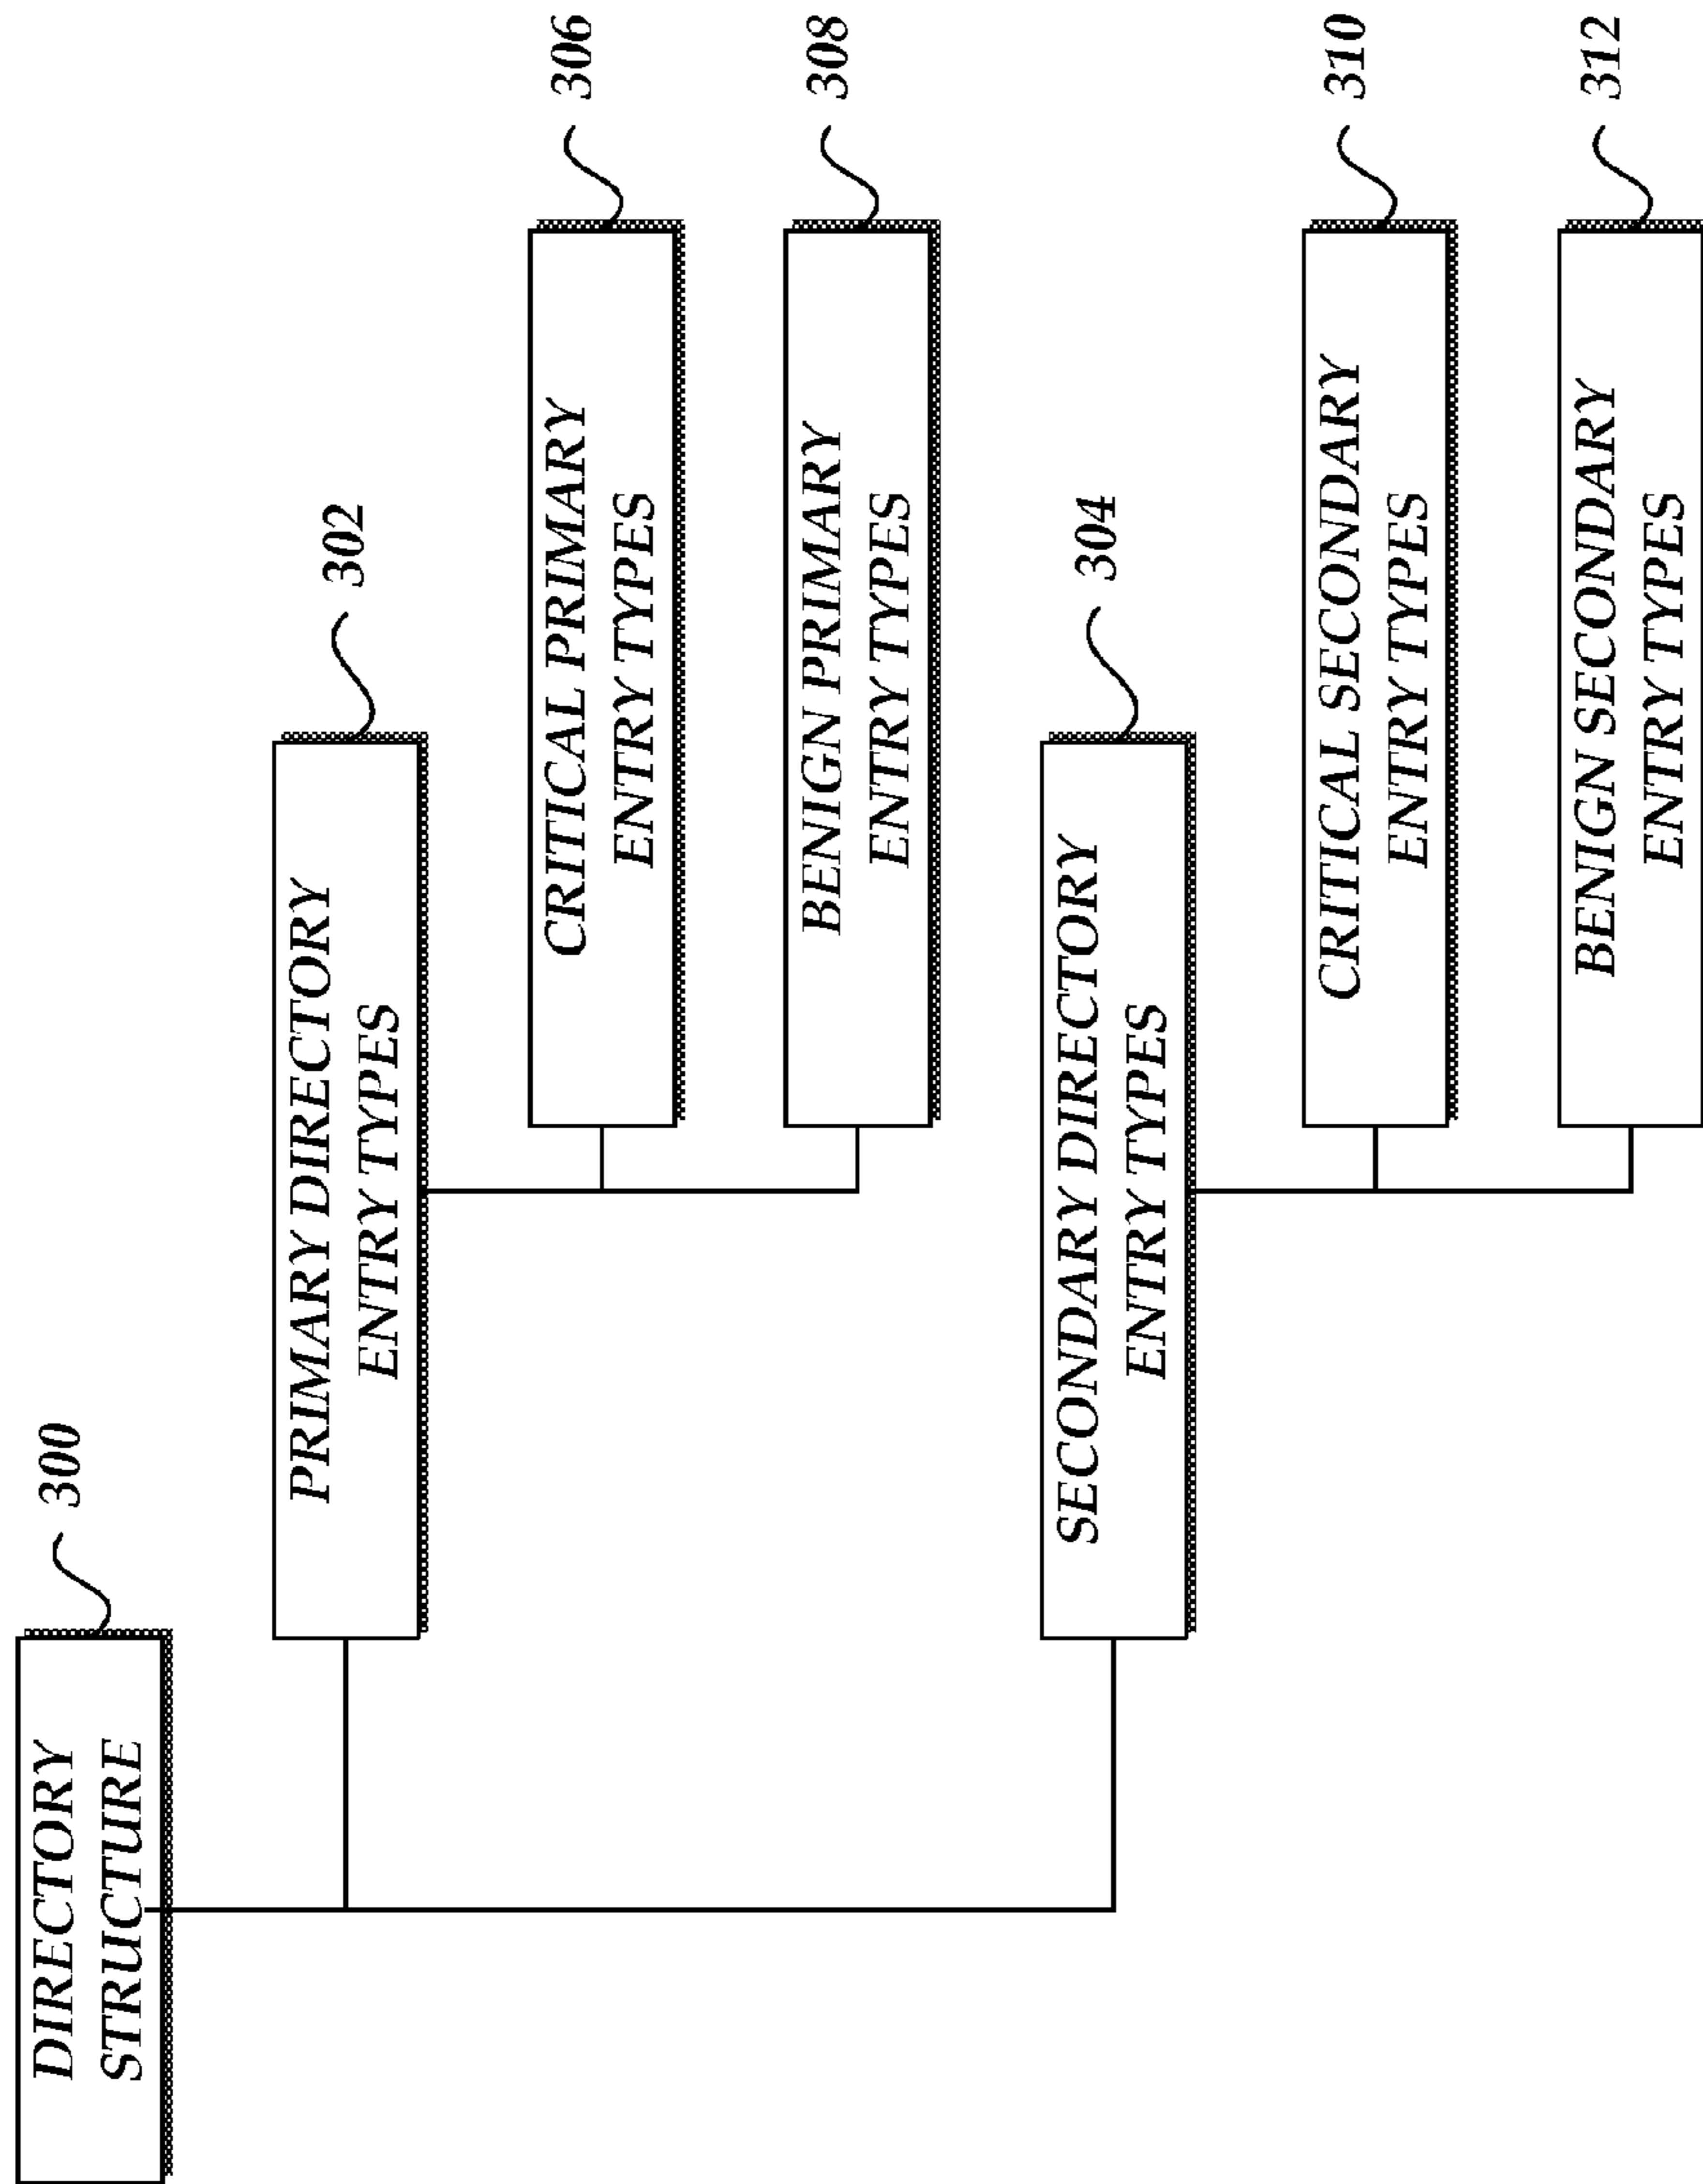 DIRECTORY
STRUCTURE
300
PRIMARY DIRECTORY
ENTRY TYPES
302
CRITICAL PRIMARY
ENTRY TYPES
306
BENIGN PRIMARY
ENTRY TYPES
308
SECONDARY DIRECTORY
ENTRY TYPES
304
CRITICAL SECONDARY
ENTRY TYPES
310
BENIGN SECONDARY
ENTRY TYPES
312